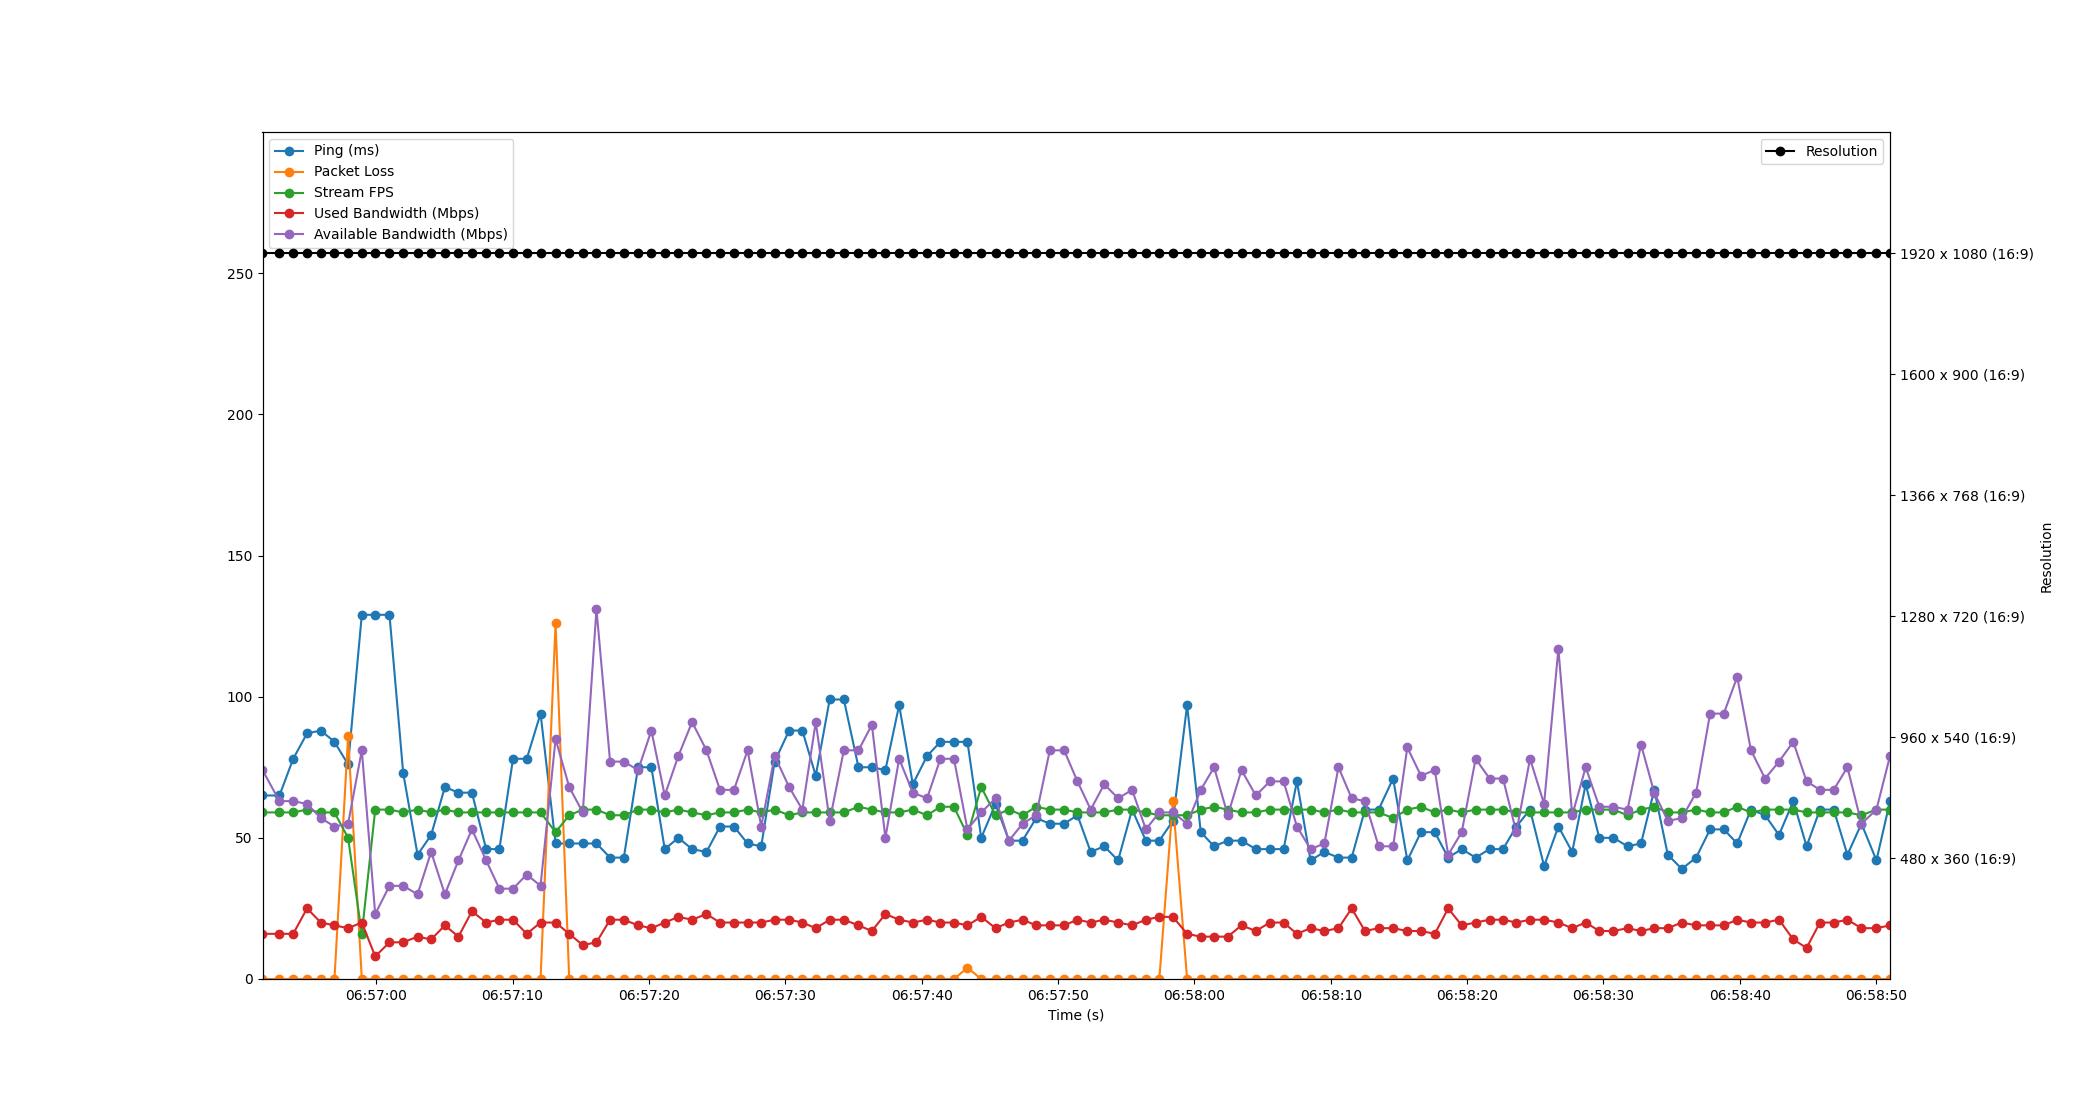 Ping (ms)
Packet Loss
Stream FPS
Used Bandwidth (Mbps)
Available Bandwidth (Mbps)
Resolution
250
200
150
100
50
0
1920 x 1080 (16:9)
1600 x 900 (16:9)
1366 x 768 (16:9)
1280 x 720 (16:9)
960 x 540 (16:9)
480 x 360 (16:9)
Resolution
06:57:00
06:57:10
06:57:20
06:57:30
06:57:40
06:57:50
06:58:00
06:58:10
06:58:20
06:58:30
06:58:40
06:58:50
Time (s)